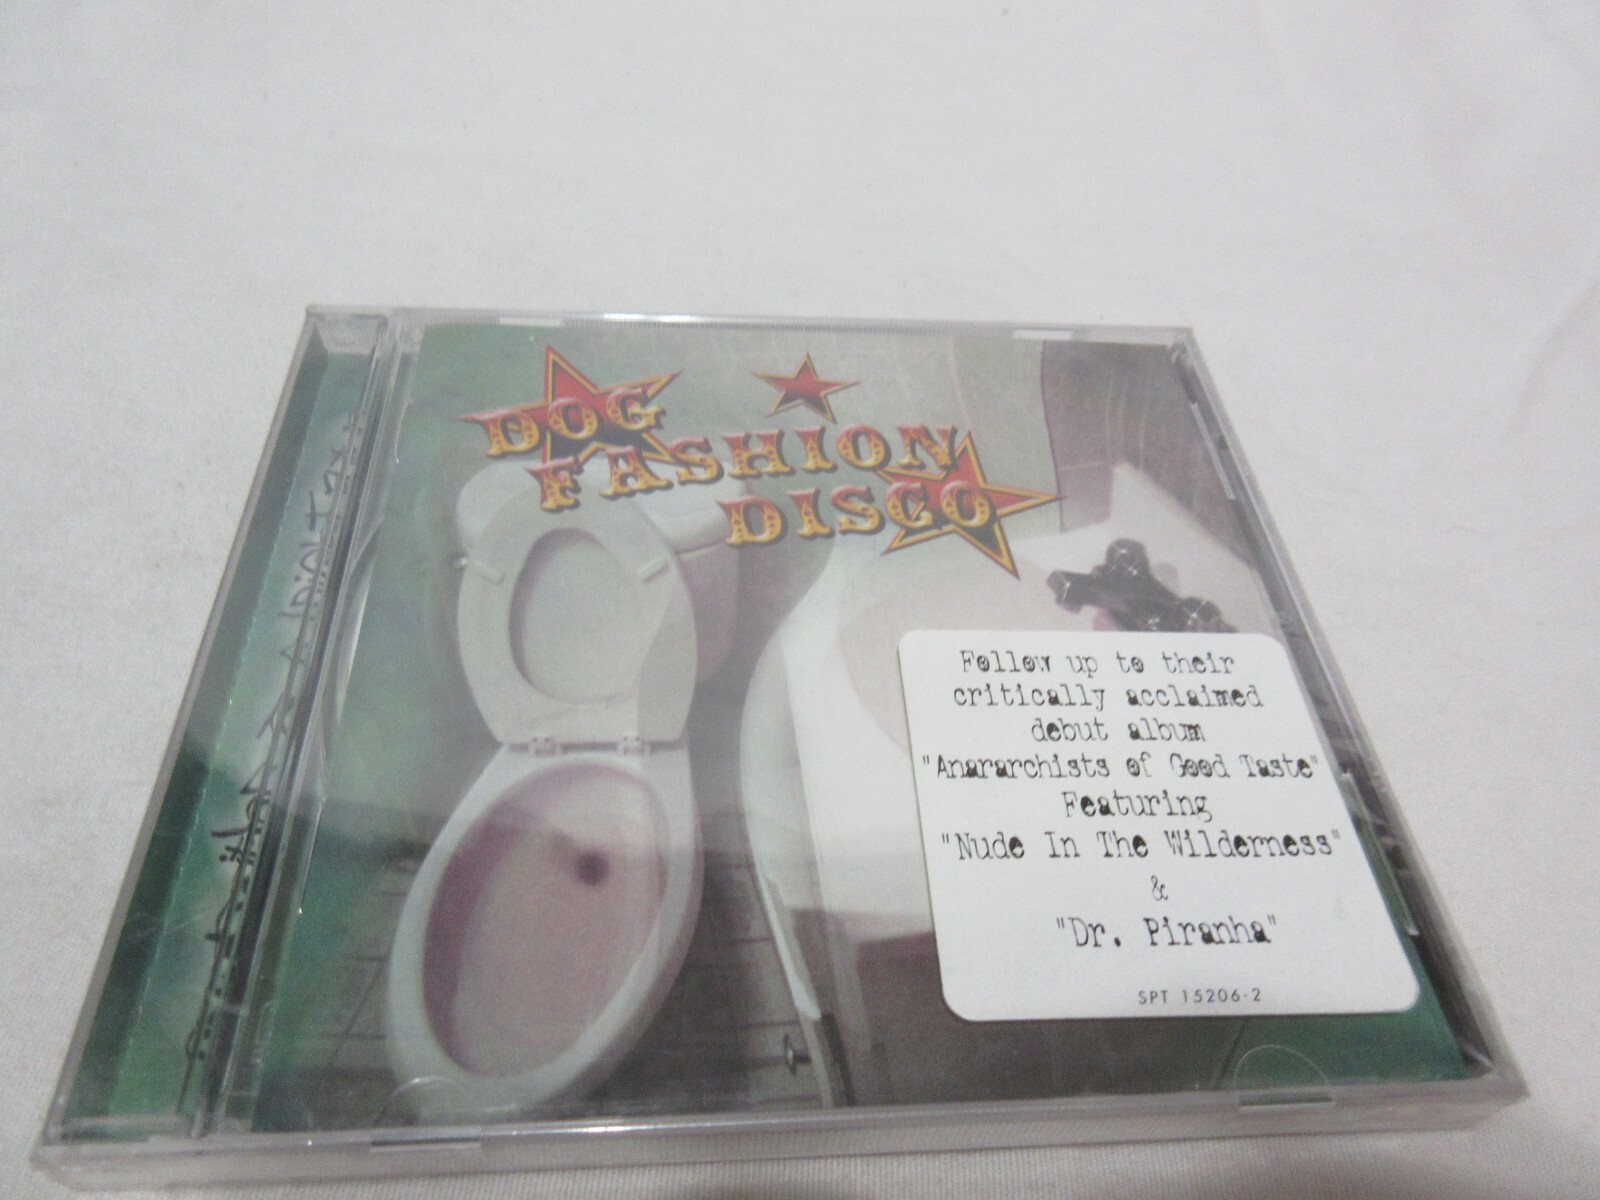 DOG
FASHION
DISCO
Follow up to their
critically acclaimed
debut album
"Anararchists of Good Taste"
Featuring
"Nude In The Wilderness"
&
"Dr. Piranha"
SPT 15206-2